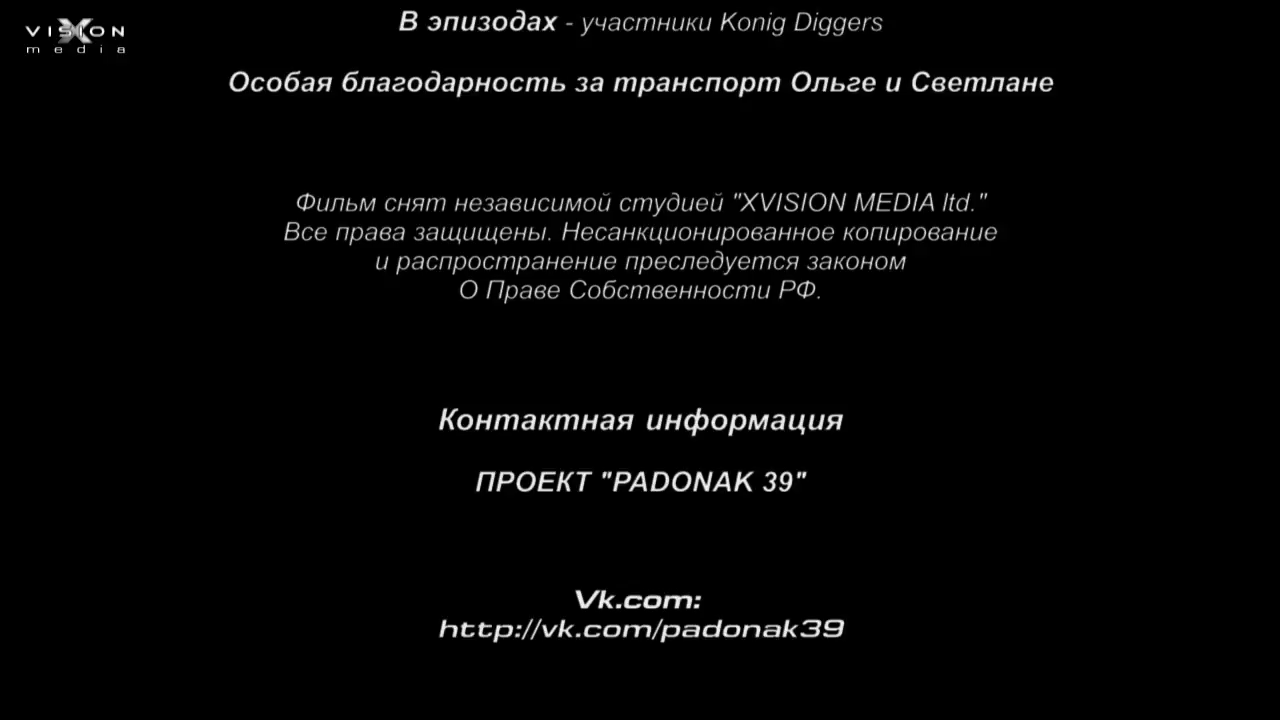 VISION
media
В эпизодах - участники Konig Diggers
Особая благодарность за транспорт Ольге и Светлане
Фильм снят независимой студией "XVISION MEDIA ltd."
Все права защищены. Несанкционированное копирование
и распространение преследуется законом
О Праве Собственности РФ.
Контактная информация
ПРОЕКТ "PADONAK 39"
Vk.com:
http://vk.com/padonak39